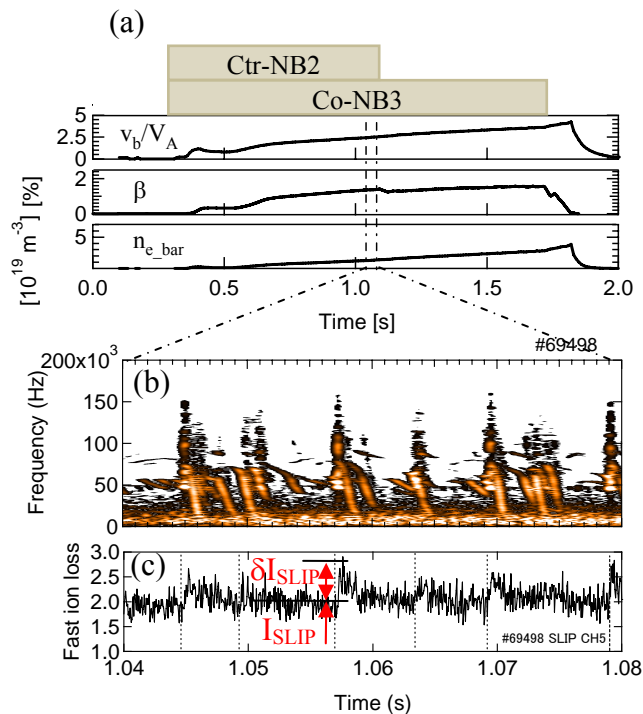 (a)
Ctr-NB2
Co-NB3
5
2.5
0
v_b/V_A
2
0
β
5
n_e_bar
[10^19 m^-3] [%]
0.0 0.5 1.0 1.5 2.0
Time [s]
#69498
200x10^3
150
100
50
0
Frequency (Hz)
(b)
3.0
2.5
2.0
1.5
1.0
Fast ion loss
(c)
δI_SLIP
I_SLIP
#69498 SLIP CH5
1.04 1.05 1.06 1.07 1.08
Time (s)